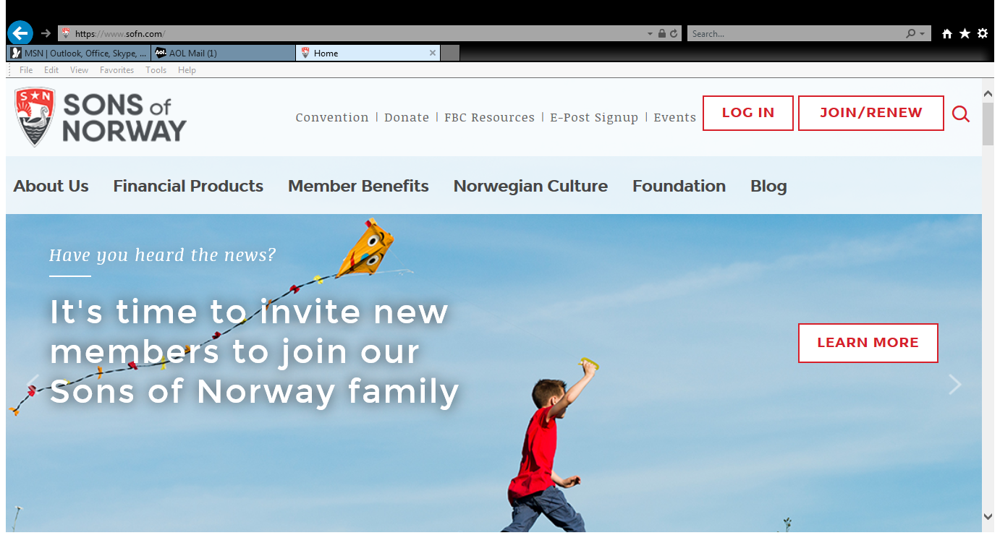 https://www.sofn.com/
Search...
MSN | Outlook, Office, Skype, ...
Aol. AOL Mail (1)
Home
File Edit View Favorites Tools Help
S N
SONS of
NORWAY
Convention | Donate | FBC Resources | E-Post Signup | Events
LOG IN
JOIN/RENEW
About Us Financial Products Member Benefits Norwegian Culture Foundation Blog
Have you heard the news?
It's time to invite new
members to join our
Sons of Norway family
LEARN MORE